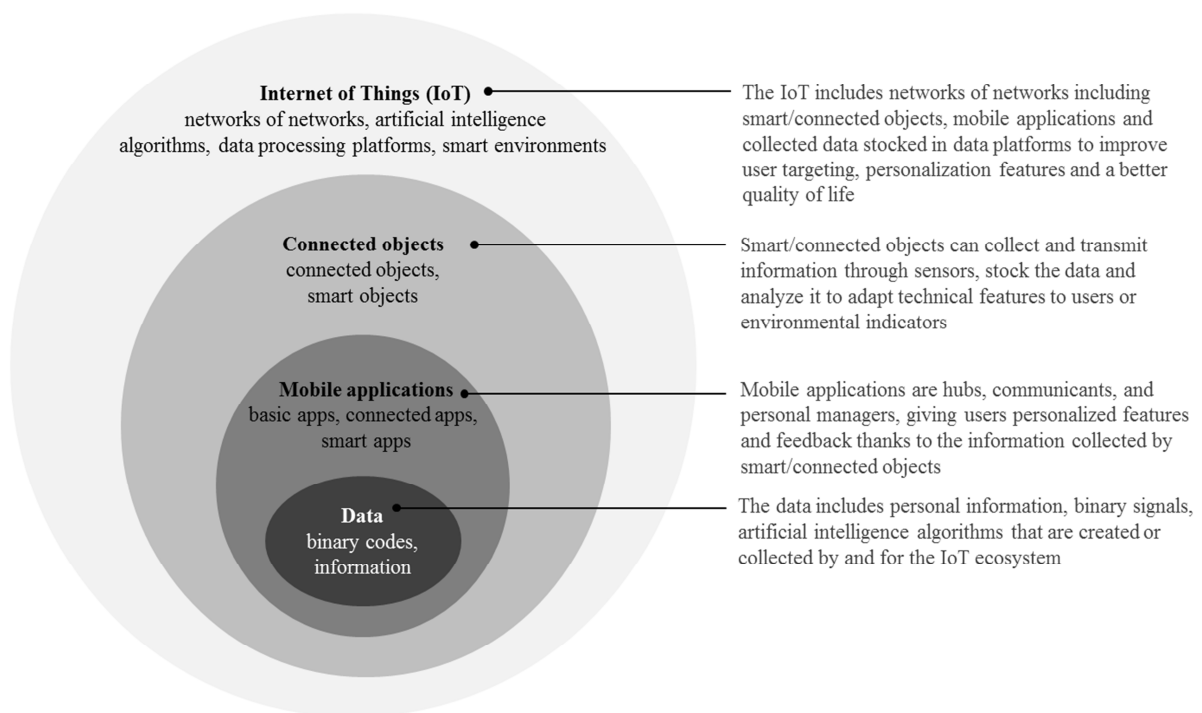 Internet of Things (IoT)
networks of networks, artificial intelligence
algorithms, data processing platforms, smart environments
The IoT includes networks of networks including
smart/connected objects, mobile applications and
collected data stocked in data platforms to improve
user targeting, personalization features and a better
quality of life
Connected objects
connected objects,
smart objects
Smart/connected objects can collect and transmit
information through sensors, stock the data and
analyze it to adapt technical features to users or
environmental indicators
Mobile applications
basic apps, connected apps,
smart apps
Mobile applications are hubs, communicants, and
personal managers, giving users personalized features
and feedback thanks to the information collected by
smart/connected objects
Data
binary codes,
information
The data includes personal information, binary signals,
artificial intelligence algorithms that are created or
collected by and for the IoT ecosystem